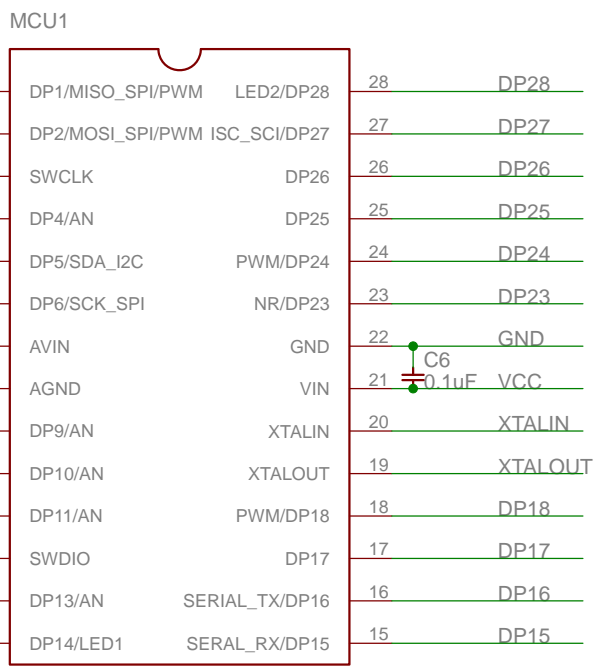 MCU1
DP1/MISO_SPI/PWM LED2/DP28 28 DP28
DP2/MOSI_SPI/PWM ISC_SCI/DP27 27 DP27
SWCLK DP26 26 DP26
DP4/AN DP25 25 DP25
DP5/SDA_I2C PWM/DP24 24 DP24
DP6/SCK_SPI NR/DP23 23 DP23
AVIN GND 22 GND
C6
AGND VIN 21 0.1uF VCC
DP9/AN XTALIN 20 XTALIN
DP10/AN XTALOUT 19 XTALOUT
DP11/AN PWM/DP18 18 DP18
SWDIO DP17 17 DP17
DP13/AN SERIAL_TX/DP16 16 DP16
DP14/LED1 SERAL_RX/DP15 15 DP15